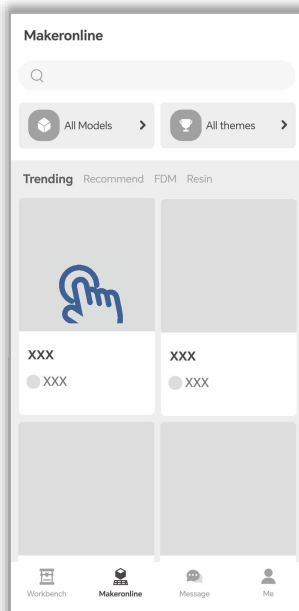 Makeronline
All Models
All themes
Trending Recommend FDM Resin
XXX XXX
XXX XXX
Workbench Makeronline Message Me